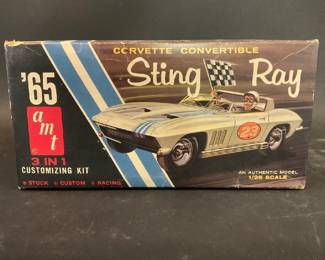 CORVETTE CONVERTIBLE
Sting Ray
'65
amt
3 IN 1
CUSTOMIZING KIT
STOCK CUSTOM RACING
23
AN AUTHENTIC MODEL
1/25 SCALE